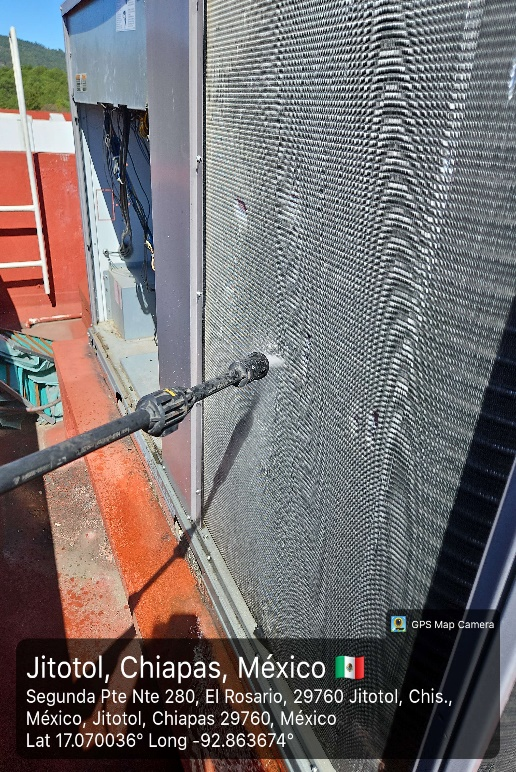 GPS Map Camera
Jitotol, Chiapas, México 🇲🇽
Segunda Pte Nte 280, El Rosario, 29760 Jitotol, Chis.,
México, Jitotol, Chiapas 29760, México
Lat 17.070036° Long -92.863674°